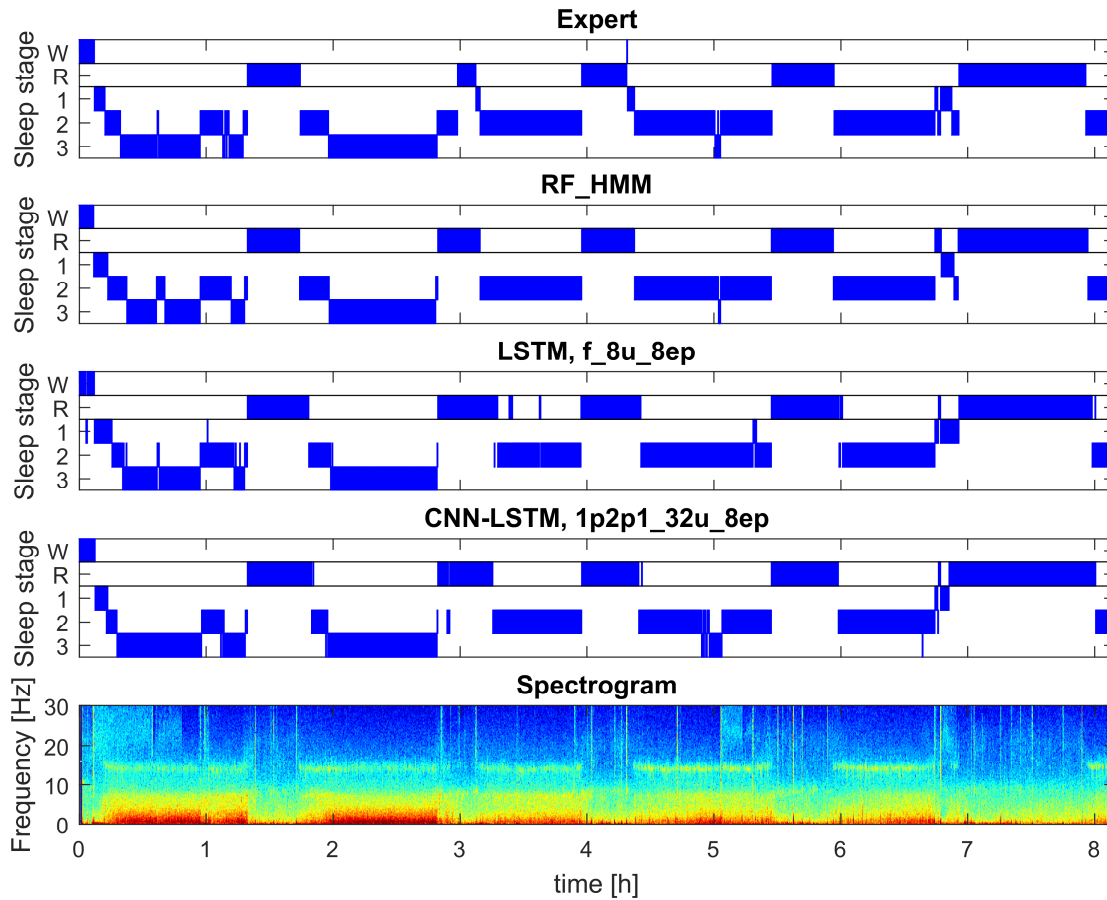 Expert
Sleep stage
W
R
1
2
3
RF_HMM
Sleep stage
W
R
1
2
3
LSTM, f_8u_8ep
Sleep stage
W
R
1
2
3
CNN-LSTM, 1p2p1_32u_8ep
Sleep stage
W
R
1
2
3
Spectrogram
Frequency [Hz]
30
20
10
0
0 1 2 3 4 5 6 7 8
time [h]